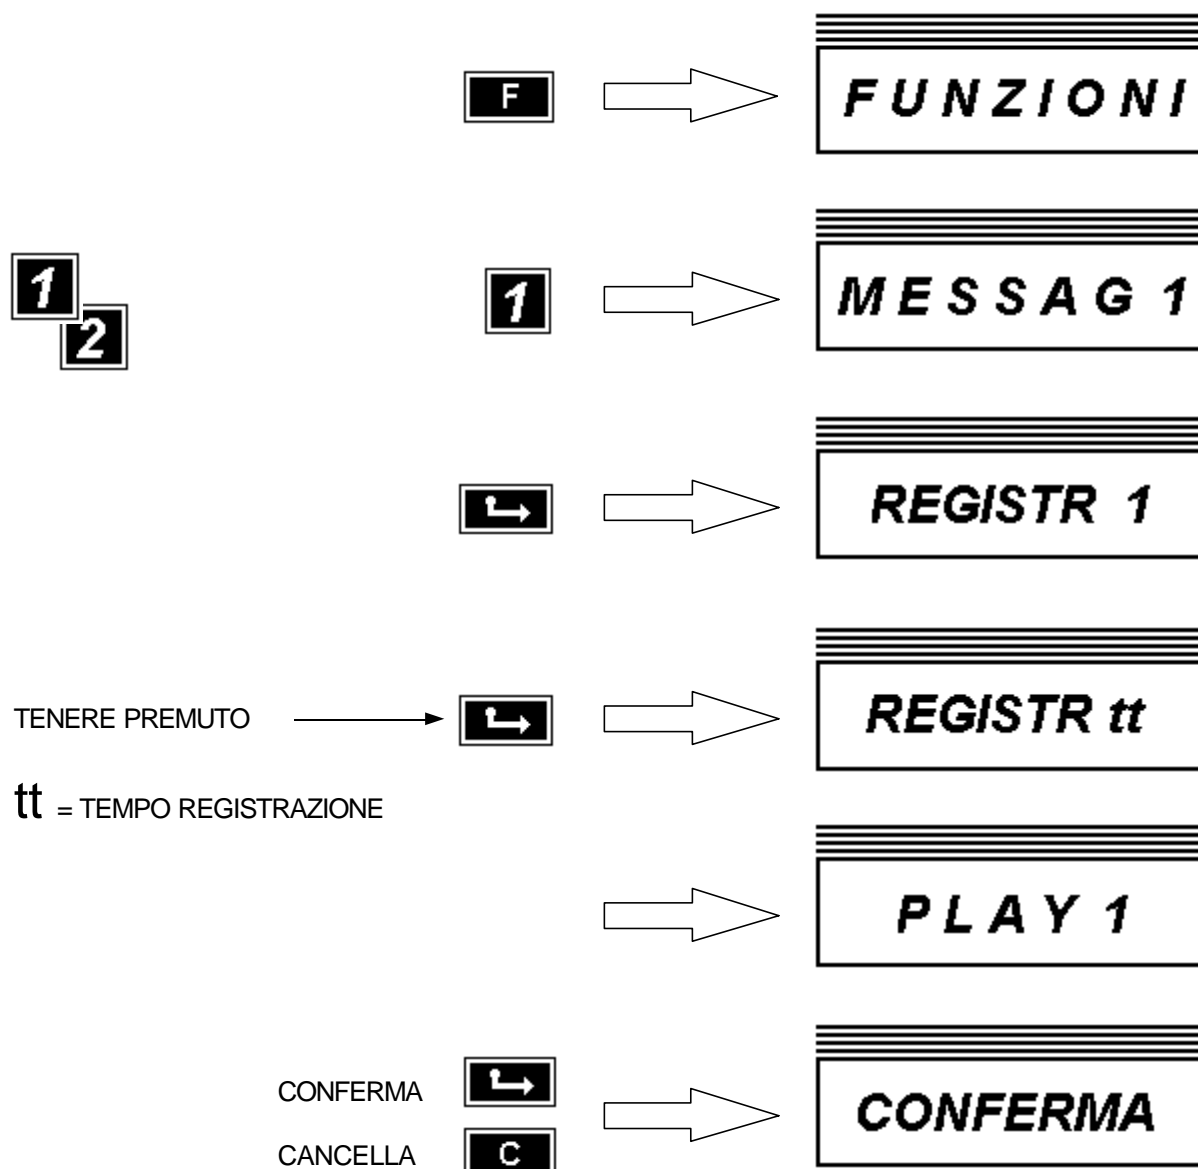 F FUNZIONI
1 2 1 MESSAG 1
REGISTR 1
TENERE PREMUTO REGISTR tt
tt = TEMPO REGISTRAZIONE
PLAY 1
CONFERMA CONFERMA
CANCELLA C